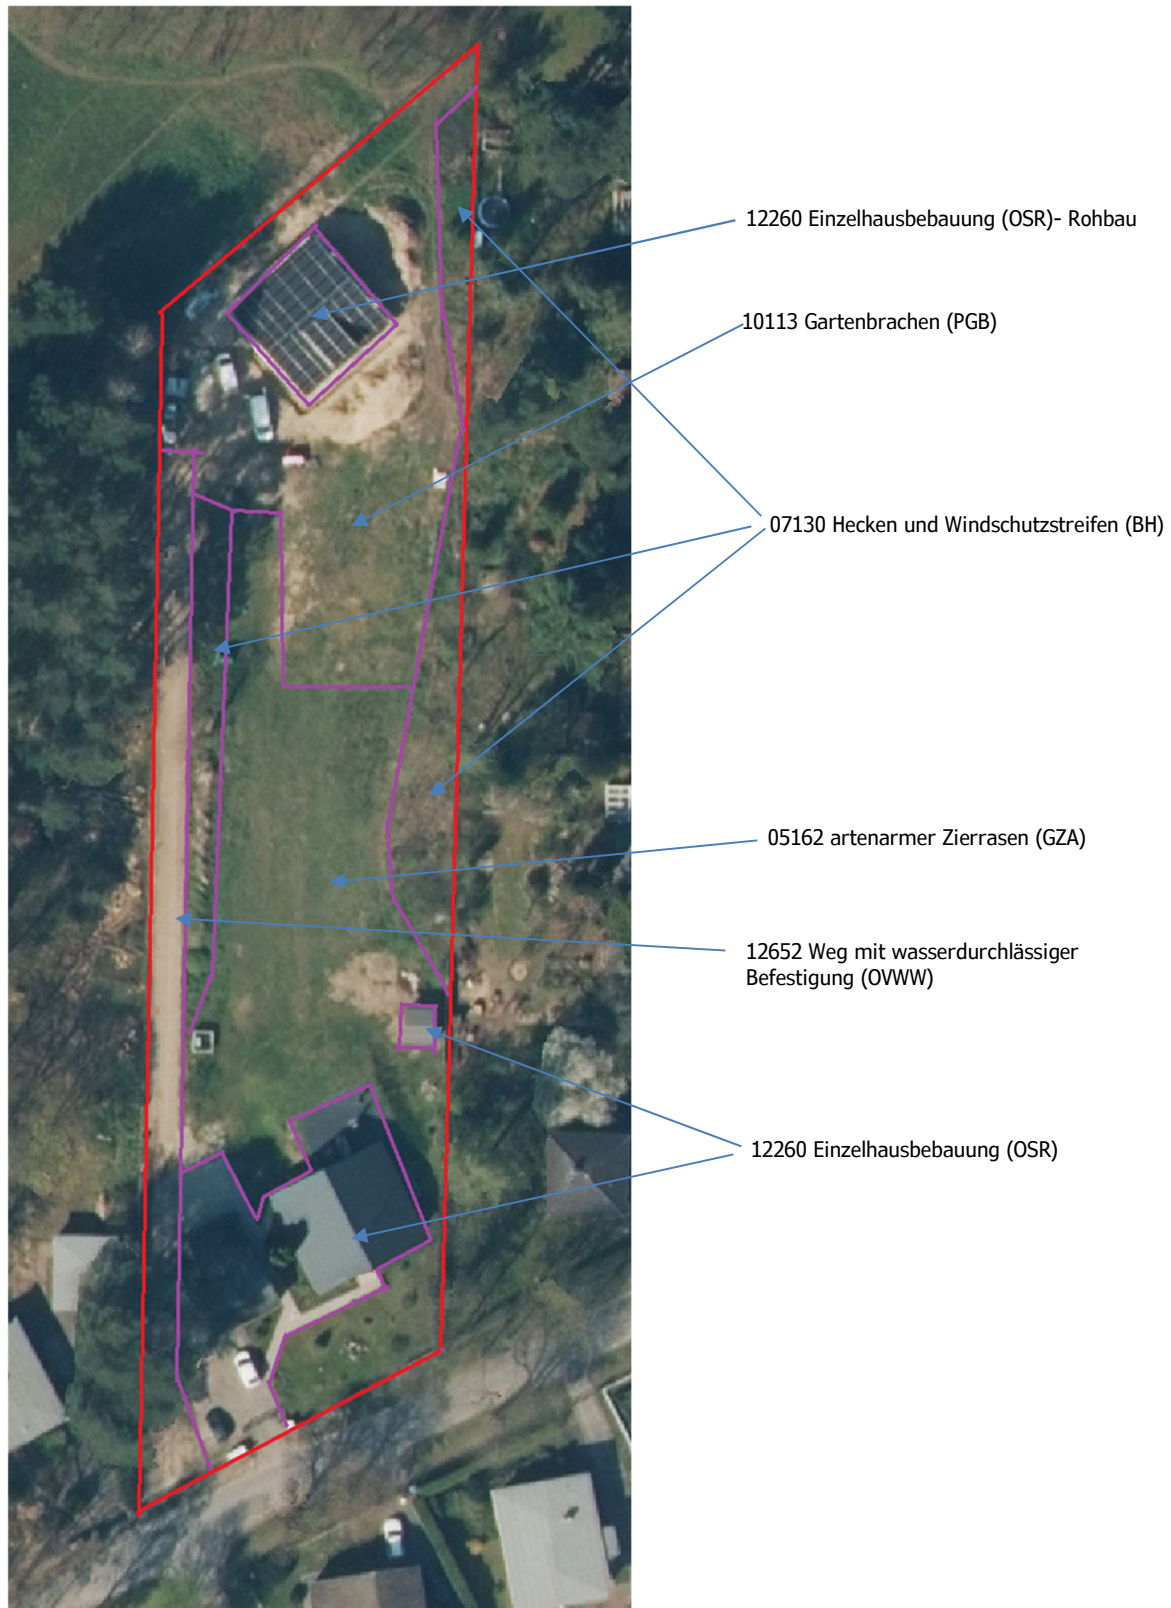 12260 Einzelhausbebauung (OSR)- Rohbau
10113 Gartenbrachen (PGB)
07130 Hecken und Windschutzstreifen (BH)
05162 artenarmer Zierrasen (GZA)
12652 Weg mit wasserdurchlässiger
Befestigung (OVWW)
12260 Einzelhausbebauung (OSR)